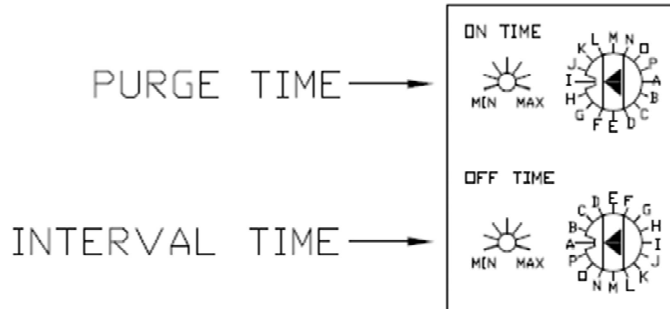 ON TIME
PURGE TIME
MIN MAX
L M N O P A B C D E F G H I J K
OFF TIME
INTERVAL TIME
MIN MAX
D E F G H I J K L M N O P A B C